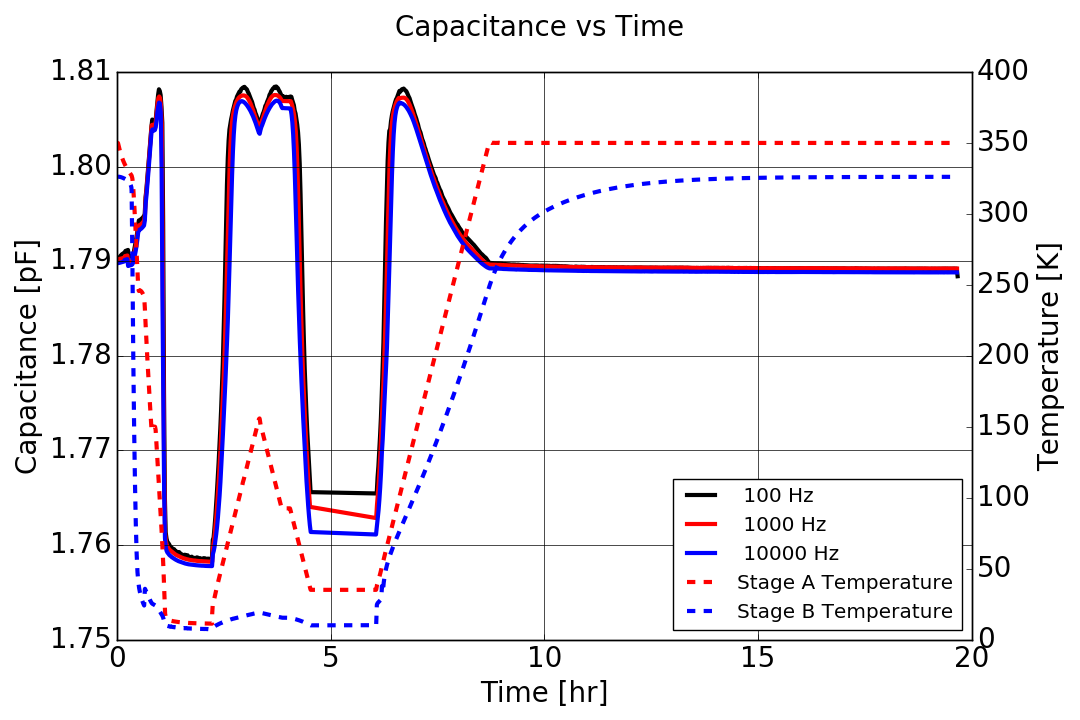 Capacitance vs Time
1.81
1.80
1.79
1.78
1.77
1.76
1.75
Capacitance [pF]
400
350
300
250
200
150
100
50
0
Temperature [K]
100 Hz
1000 Hz
10000 Hz
Stage A Temperature
Stage B Temperature
0 5 10 15 20
Time [hr]